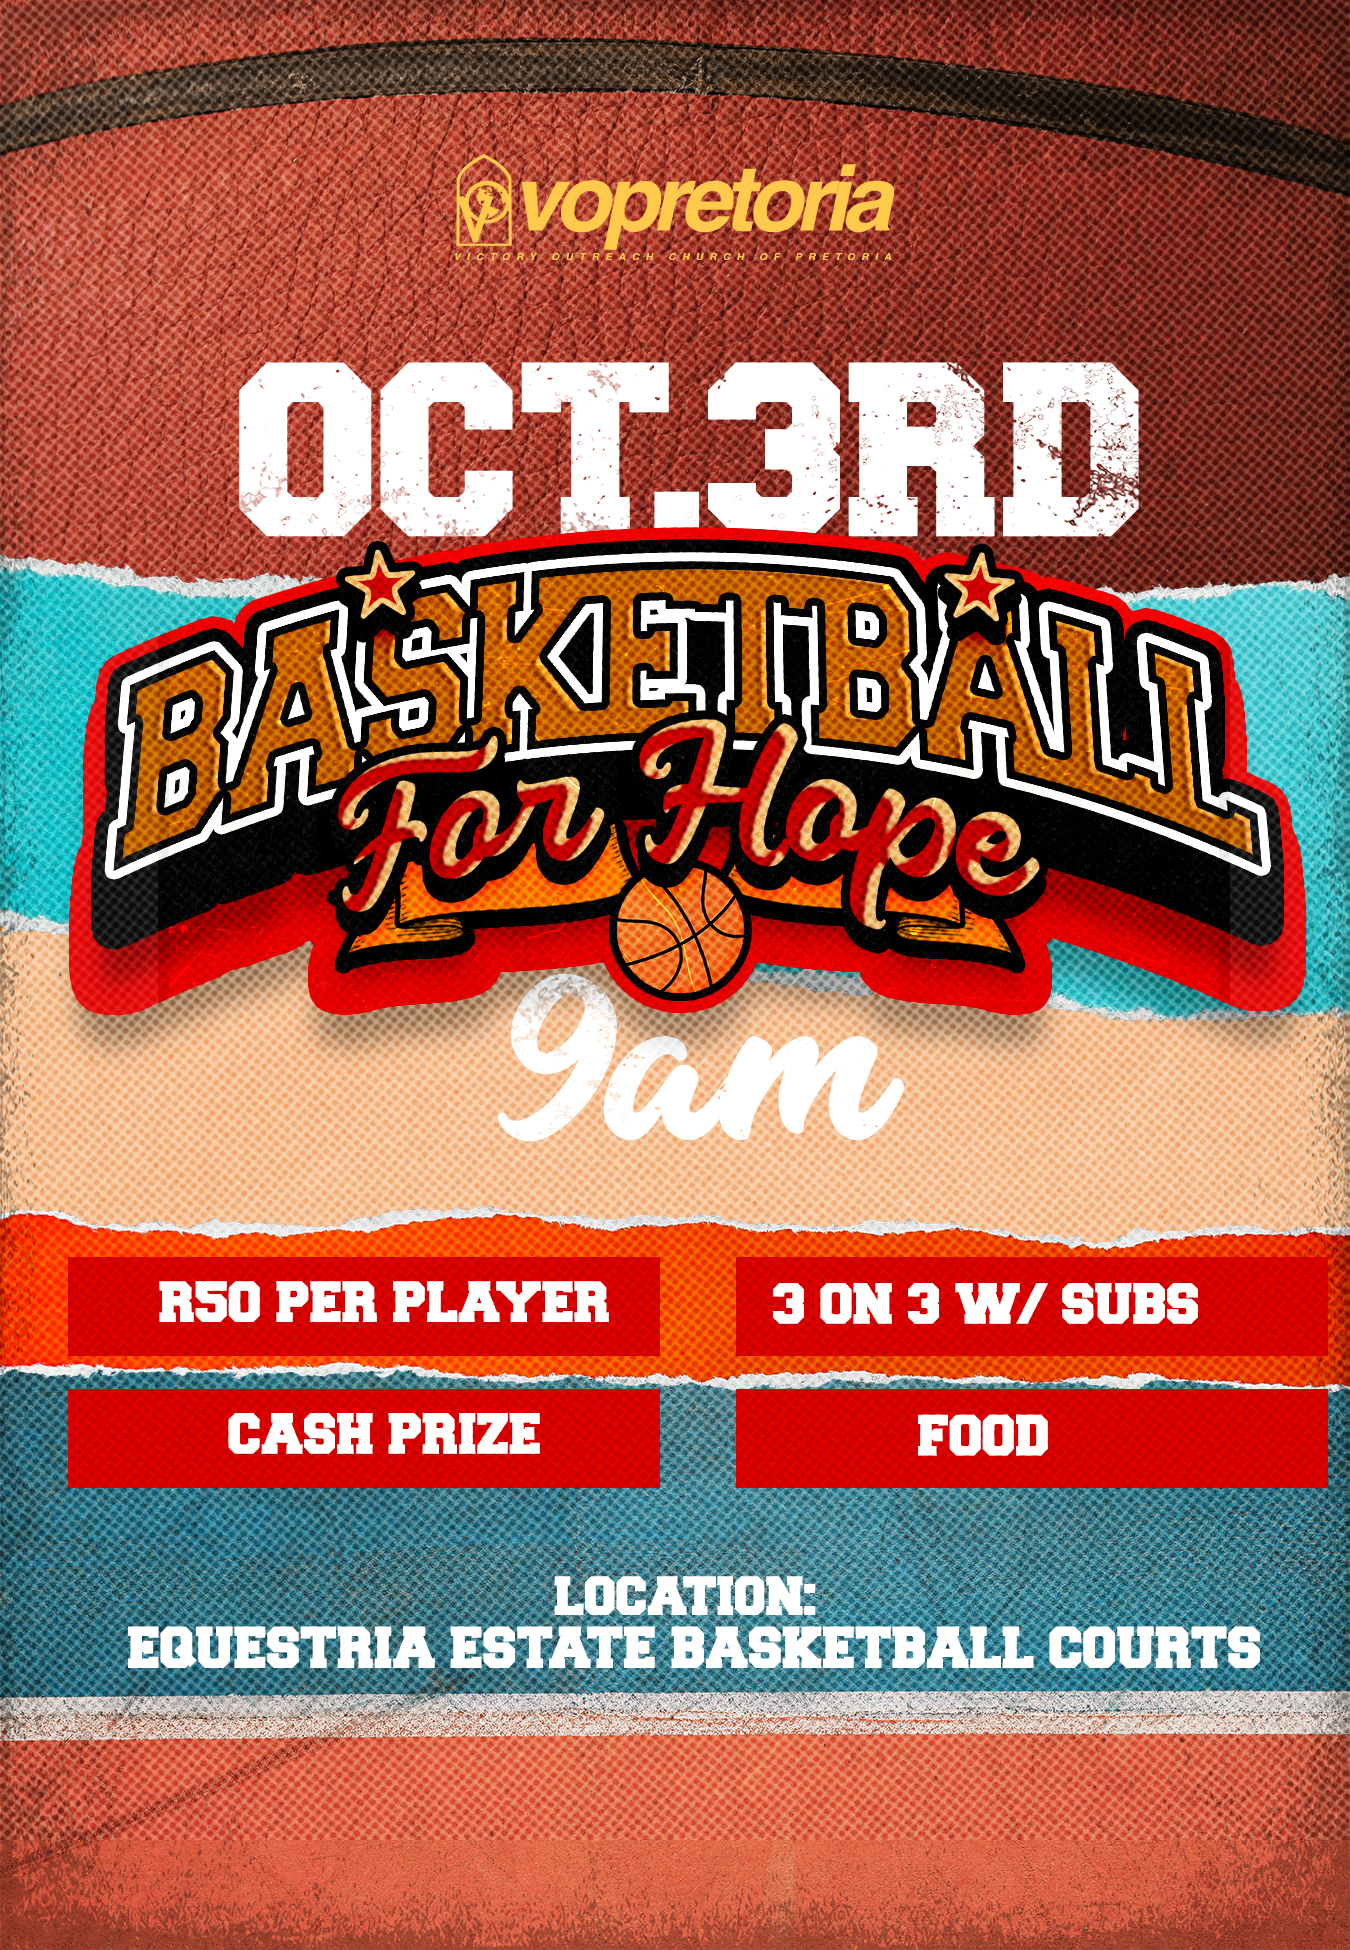 vopretoria
VICTORY OUTREACH CHURCH OF PRETORIA
OCT.3RD
BASKETBALL
For Hope
9am
R50 PER PLAYER
3 ON 3 W/ SUBS
CASH PRIZE
FOOD
LOCATION:
EQUESTRIA ESTATE BASKETBALL COURTS